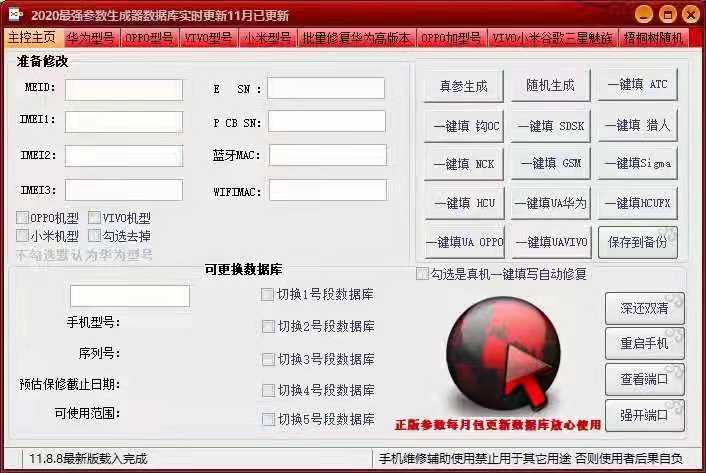 2020最强参数生成器数据库实时更新11月已更新
主控主页 华为型号 OPPO型号 VIVO型号 小米型号 批量修复华为高版本 OPPO加型号 VIVO小米谷歌三星魅族 梧桐树随机
准备修改
MEID:
E SN :
IMEI1:
P CB SN:
IMEI2:
蓝牙MAC:
IMEI3:
WIFIMAC:
OPPO机型 VIVO机型
小米机型 勾选去掉
不勾选默认为华为型号
真参生成 随机生成 一键填 ATC
一键填 钩OC 一键填 SDSK 一键填 猎人
一键填 NCK 一键填 GSM 一键填Sigma
一键填 HCU 一键填UA华为 一键填HCUFX
一键填UA OPPO 一键填UAVIVO 保存到备份
勾选是真机一键填写自动修复
可更换数据库
手机型号:
序列号:
预估保修截止日期:
可使用范围:
切换1号段数据库
切换2号段数据库
切换3号段数据库
切换4号段数据库
切换5号段数据库
正版参数每月包更新数据库放心使用
深还双清
重启手机
查看端口
强开端口
11.8.8最新版载入完成
手机维修辅助使用禁止用于其它用途 否则使用者后果自负